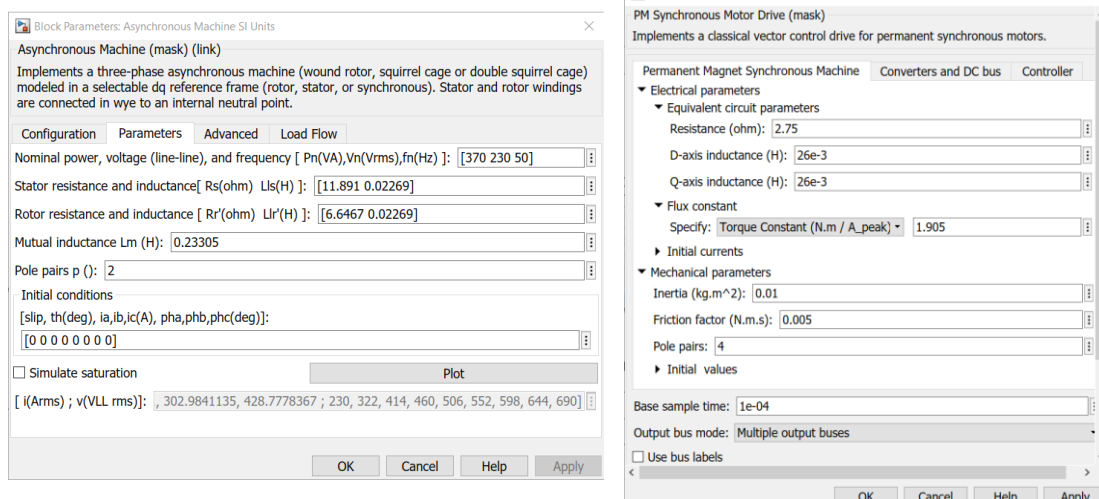 Block Parameters: Asynchronous Machine SI Units
Asynchronous Machine (mask) (link)
Implements a three-phase asynchronous machine (wound rotor, squirrel cage or double squirrel cage)
modeled in a selectable dq reference frame (rotor, stator, or synchronous). Stator and rotor windings
are connected in wye to an internal neutral point.
Configuration Parameters Advanced Load Flow
Nominal power, voltage (line-line), and frequency [ Pn(VA),Vn(Vrms),fn(Hz) ]: [370 230 50]
Stator resistance and inductance[ Rs(ohm) Lls(H) ]: [11.891 0.02269]
Rotor resistance and inductance [ Rr'(ohm) Llr'(H) ]: [6.6467 0.02269]
Mutual inductance Lm (H): 0.23305
Pole pairs p (): 2
Initial conditions
[slip, th(deg), ia,ib,ic(A), pha,phb,phc(deg)]:
[0 0 0 0 0 0 0 0]
Simulate saturation Plot
[ i(Arms) ; v(VLL rms)]: , 302.9841135, 428.7778367 ; 230, 322, 414, 460, 506, 552, 598, 644, 690]
OK Cancel Help Apply
PM Synchronous Motor Drive (mask)
Implements a classical vector control drive for permanent synchronous motors.
Permanent Magnet Synchronous Machine Converters and DC bus Controller
Electrical parameters
Equivalent circuit parameters
Resistance (ohm): 2.75
D-axis inductance (H): 26e-3
Q-axis inductance (H): 26e-3
Flux constant
Specify: Torque Constant (N.m / A_peak) 1.905
Initial currents
Mechanical parameters
Inertia (kg.m^2): 0.01
Friction factor (N.m.s): 0.005
Pole pairs: 4
Initial values
Base sample time: 1e-04
Output bus mode: Multiple output buses
Use bus labels
OK Cancel Help Apply